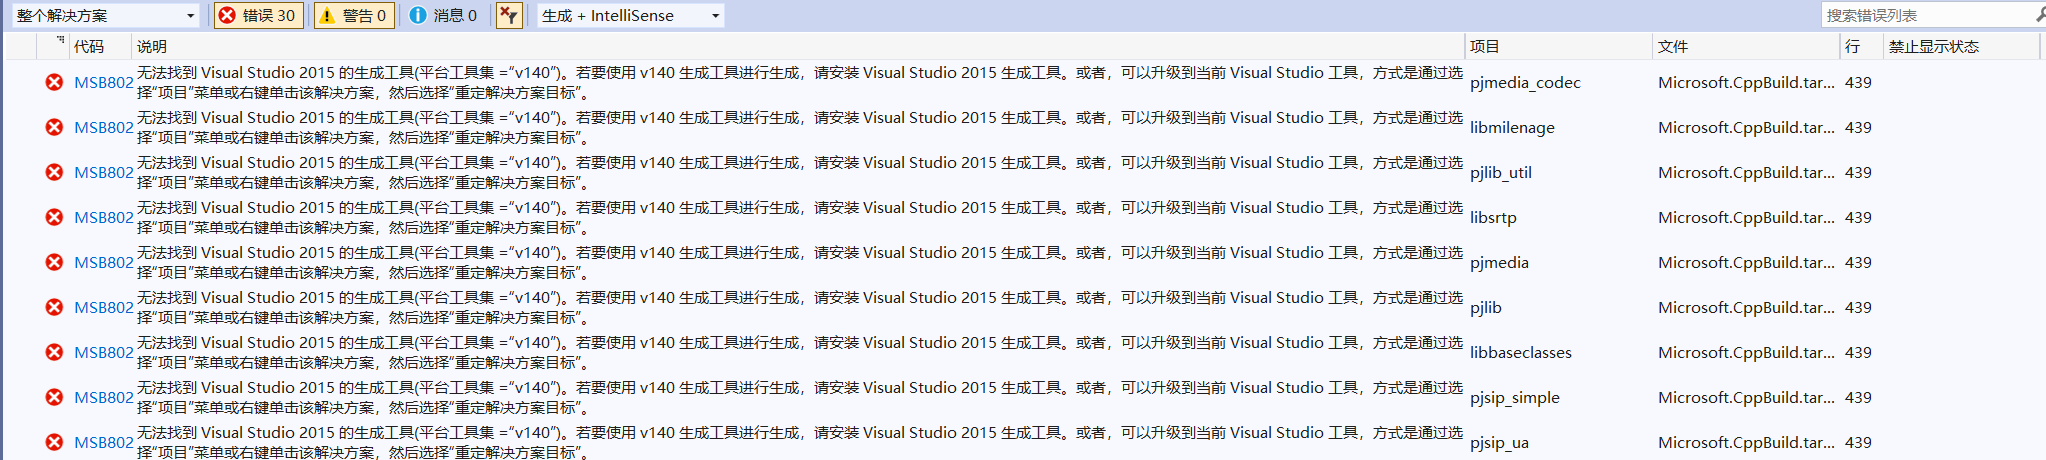 整个解决方案 错误 30 警告 0 消息 0 生成 + IntelliSense 搜索错误列表
代码 说明 项目 文件 行 禁止显示状态
MSB802 无法找到 Visual Studio 2015 的生成工具(平台工具集 =“v140”)。若要使用 v140 生成工具进行生成，请安装 Visual Studio 2015 生成工具。或者，可以升级到当前 Visual Studio 工具，方式是通过选 pjmedia_codec Microsoft.CppBuild.tar... 439
择“项目”菜单或右键单击该解决方案，然后选择“重定解决方案目标”。
MSB802 无法找到 Visual Studio 2015 的生成工具(平台工具集 =“v140”)。若要使用 v140 生成工具进行生成，请安装 Visual Studio 2015 生成工具。或者，可以升级到当前 Visual Studio 工具，方式是通过选 libmilenage Microsoft.CppBuild.tar... 439
择“项目”菜单或右键单击该解决方案，然后选择“重定解决方案目标”。
MSB802 无法找到 Visual Studio 2015 的生成工具(平台工具集 =“v140”)。若要使用 v140 生成工具进行生成，请安装 Visual Studio 2015 生成工具。或者，可以升级到当前 Visual Studio 工具，方式是通过选 pjlib_util Microsoft.CppBuild.tar... 439
择“项目”菜单或右键单击该解决方案，然后选择“重定解决方案目标”。
MSB802 无法找到 Visual Studio 2015 的生成工具(平台工具集 =“v140”)。若要使用 v140 生成工具进行生成，请安装 Visual Studio 2015 生成工具。或者，可以升级到当前 Visual Studio 工具，方式是通过选 libsrtp Microsoft.CppBuild.tar... 439
择“项目”菜单或右键单击该解决方案，然后选择“重定解决方案目标”。
MSB802 无法找到 Visual Studio 2015 的生成工具(平台工具集 =“v140”)。若要使用 v140 生成工具进行生成，请安装 Visual Studio 2015 生成工具。或者，可以升级到当前 Visual Studio 工具，方式是通过选 pjmedia Microsoft.CppBuild.tar... 439
择“项目”菜单或右键单击该解决方案，然后选择“重定解决方案目标”。
MSB802 无法找到 Visual Studio 2015 的生成工具(平台工具集 =“v140”)。若要使用 v140 生成工具进行生成，请安装 Visual Studio 2015 生成工具。或者，可以升级到当前 Visual Studio 工具，方式是通过选 pjlib Microsoft.CppBuild.tar... 439
择“项目”菜单或右键单击该解决方案，然后选择“重定解决方案目标”。
MSB802 无法找到 Visual Studio 2015 的生成工具(平台工具集 =“v140”)。若要使用 v140 生成工具进行生成，请安装 Visual Studio 2015 生成工具。或者，可以升级到当前 Visual Studio 工具，方式是通过选 libbaseclasses Microsoft.CppBuild.tar... 439
择“项目”菜单或右键单击该解决方案，然后选择“重定解决方案目标”。
MSB802 无法找到 Visual Studio 2015 的生成工具(平台工具集 =“v140”)。若要使用 v140 生成工具进行生成，请安装 Visual Studio 2015 生成工具。或者，可以升级到当前 Visual Studio 工具，方式是通过选 pjsip_simple Microsoft.CppBuild.tar... 439
择“项目”菜单或右键单击该解决方案，然后选择“重定解决方案目标”。
MSB802 无法找到 Visual Studio 2015 的生成工具(平台工具集 =“v140”)。若要使用 v140 生成工具进行生成，请安装 Visual Studio 2015 生成工具。或者，可以升级到当前 Visual Studio 工具，方式是通过选 pjsip_ua Microsoft.CppBuild.tar... 439
择“项目”菜单或右键单击该解决方案，然后选择“重定解决方案目标”。